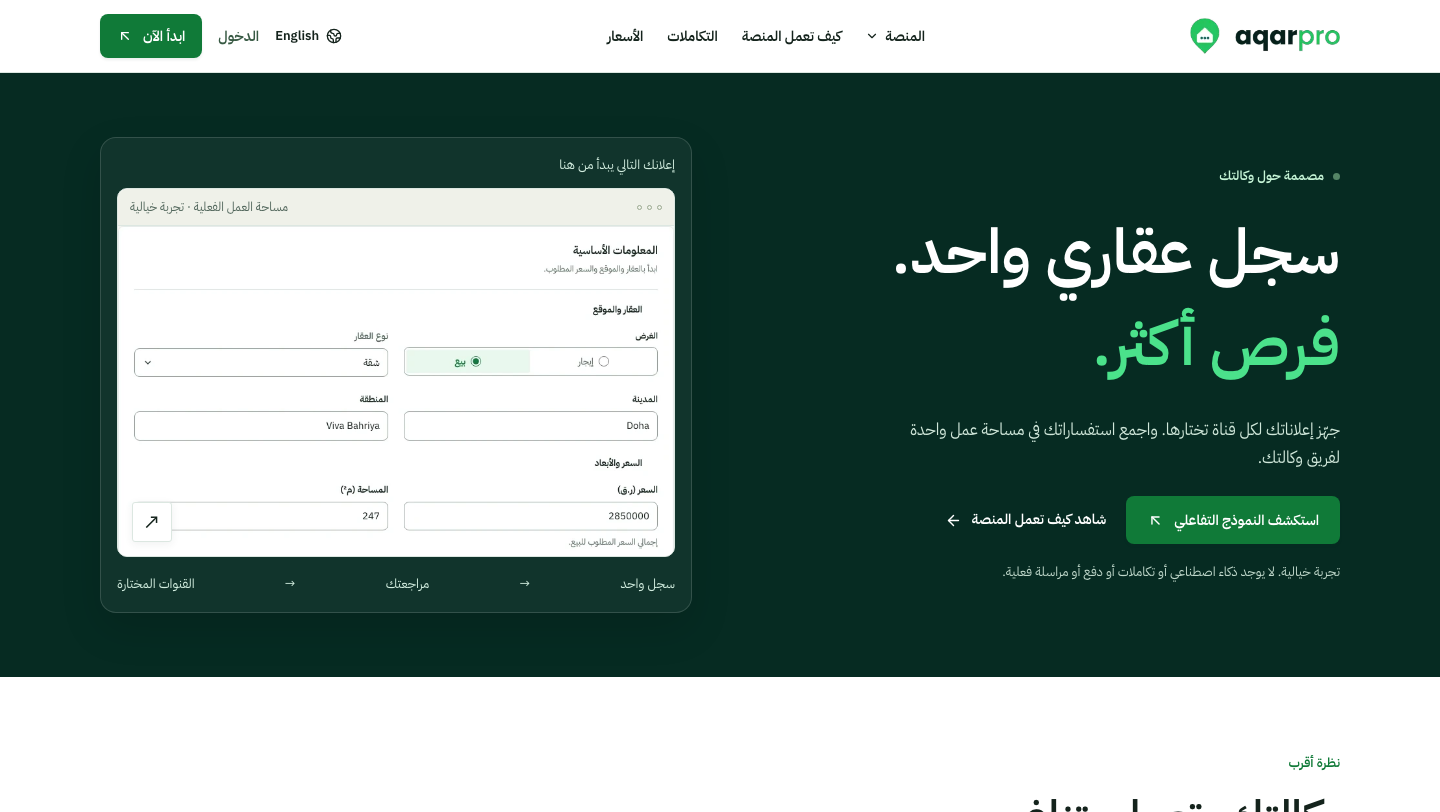 aqarpro
المنصة
كيف تعمل المنصة
التكاملات
الأسعار
English
الدخول
ابدأ الآن
مصممة حول وكالتك
سجل عقاري واحد.
فرص أكثر.
جهّز إعلاناتك لكل قناة تختارها. واجمع استفساراتك في مساحة عمل واحدة
لفريق وكالتك.
استكشف النموذج التفاعلي
شاهد كيف تعمل المنصة
تجربة خيالية. لا يوجد ذكاء اصطناعي أو تكاملات أو دفع أو مراسلة فعلية.
إعلانك التالي يبدأ من هنا
مساحة العمل الفعلية · تجربة خيالية
المعلومات الأساسية
ابدأ بالعقار والموقع والسعر المطلوب.
العقار والموقع
الغرض
نوع العقار
إيجار
بيع
شقة
المدينة
المنطقة
Doha
Viva Bahriya
السعر والأبعاد
السعر (ر.ق)
المساحة (م²)
2850000
247
إجمالي السعر المطلوب للبيع.
سجل واحد
→
مراجعتك
→
القنوات المختارة
نظرة أقرب